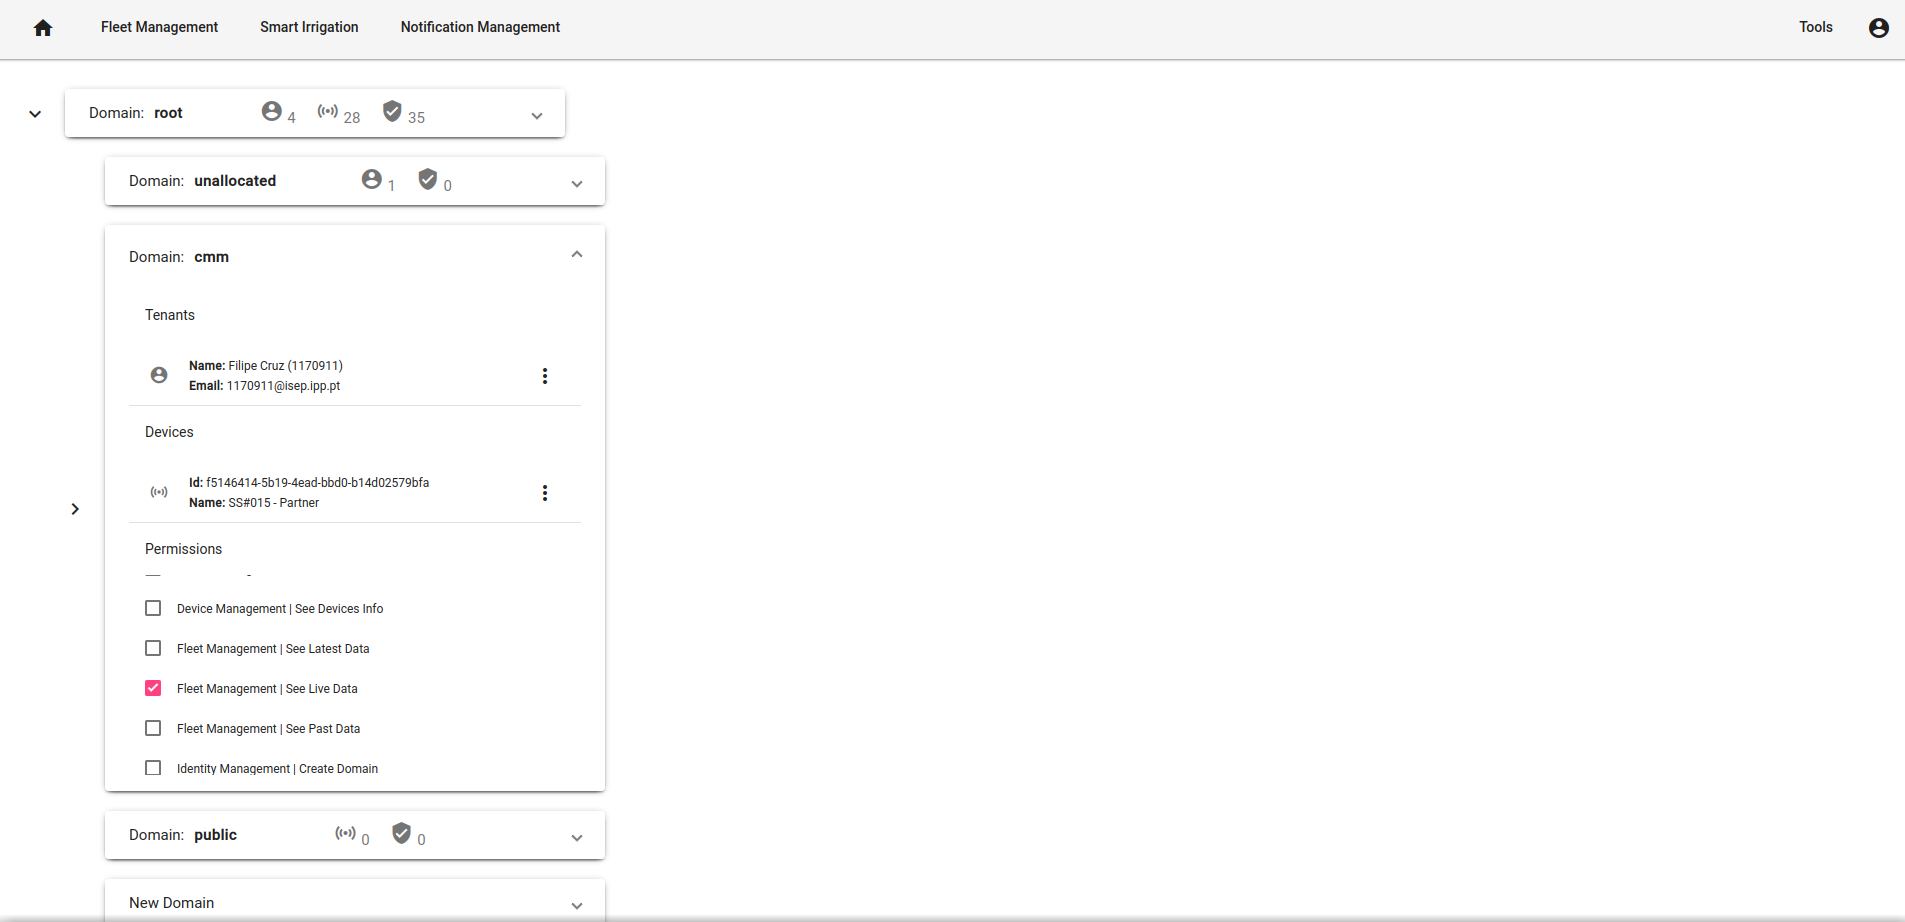 Fleet Management Smart Irrigation Notification Management Tools
Domain: root 4 28 35
Domain: unallocated 1 0
Domain: cmm
Tenants
Name: Filipe Cruz (1170911)
Email: 1170911@isep.ipp.pt
Devices
Id: f5146414-5b19-4ead-bbd0-b14d02579bfa
Name: SS#015 - Partner
Permissions
Device Management | See Devices Info
Fleet Management | See Latest Data
Fleet Management | See Live Data
Fleet Management | See Past Data
Identity Management | Create Domain
Domain: public 0 0
New Domain